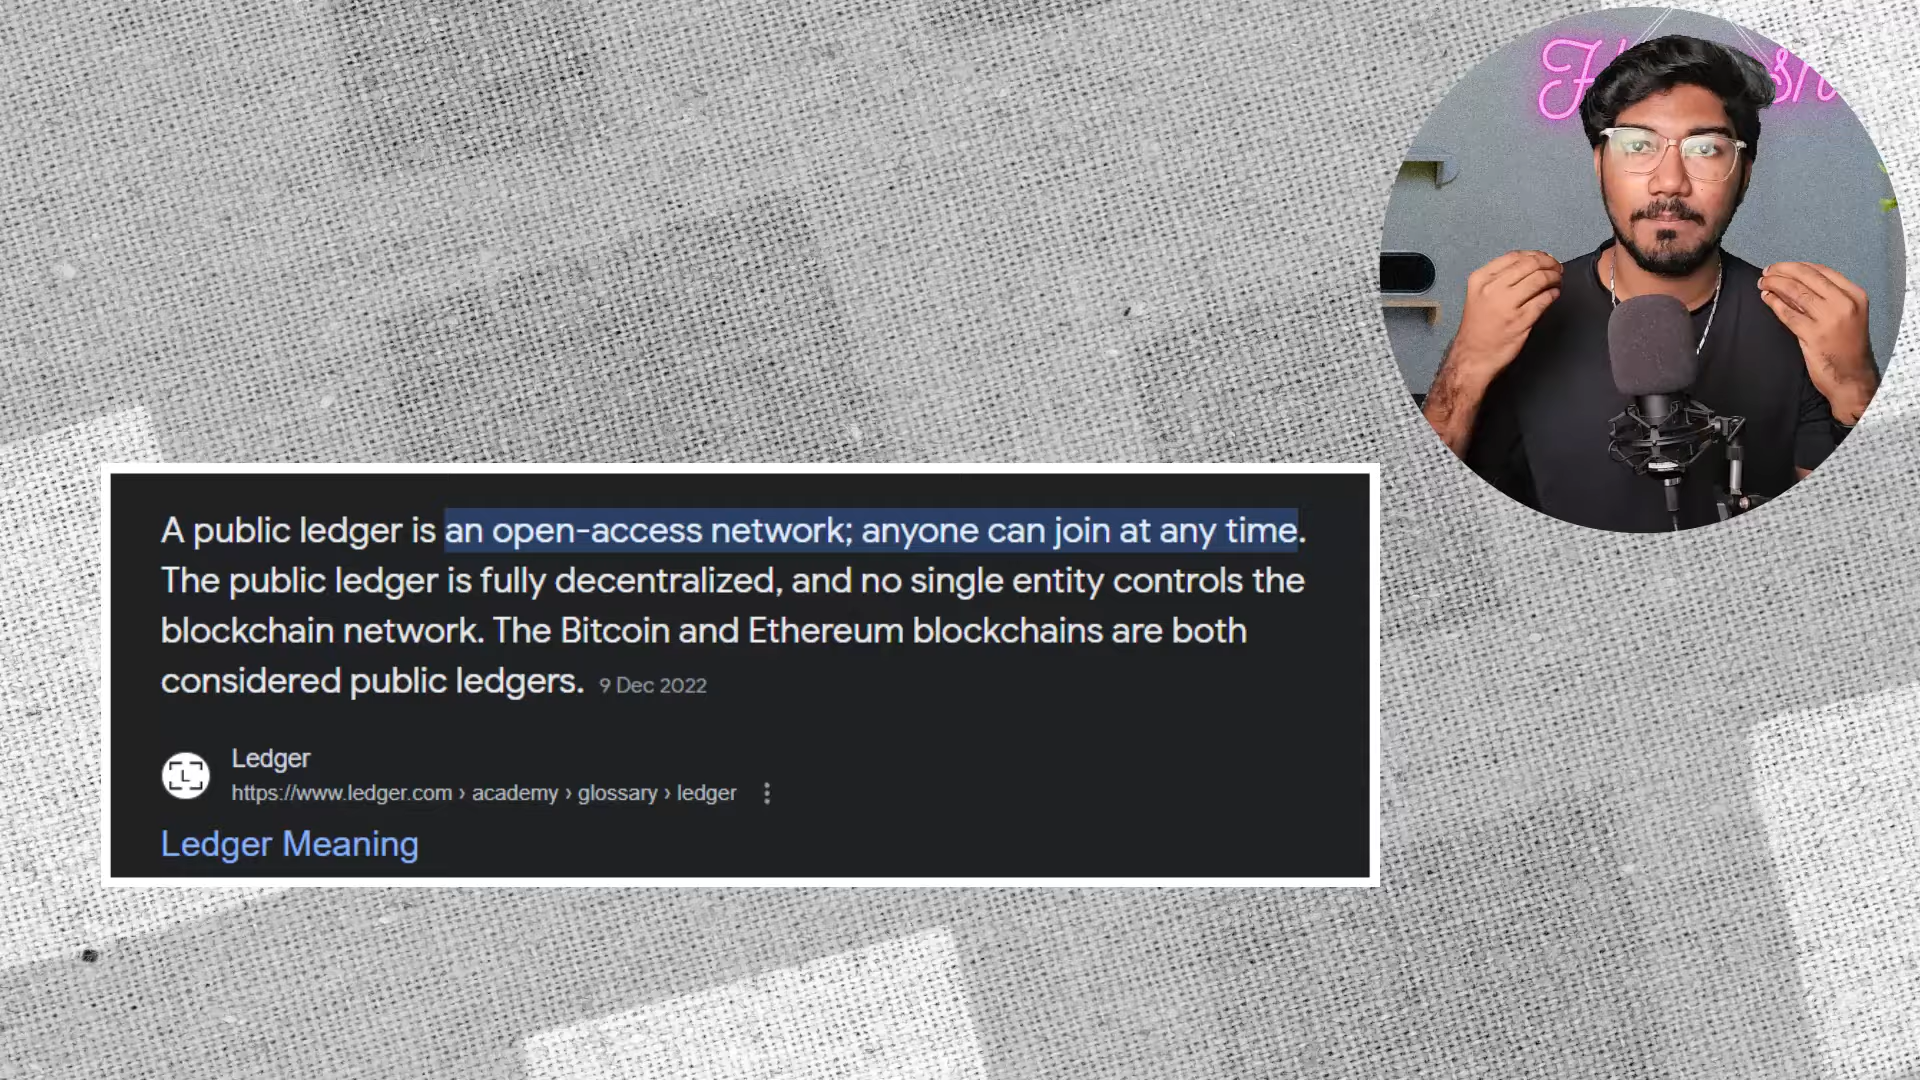 A public ledger is an open-access network; anyone can join at any time.
The public ledger is fully decentralized, and no single entity controls the
blockchain network. The Bitcoin and Ethereum blockchains are both
considered public ledgers. 9 Dec 2022
Ledger
https://www.ledger.com › academy › glossary › ledger
Ledger Meaning